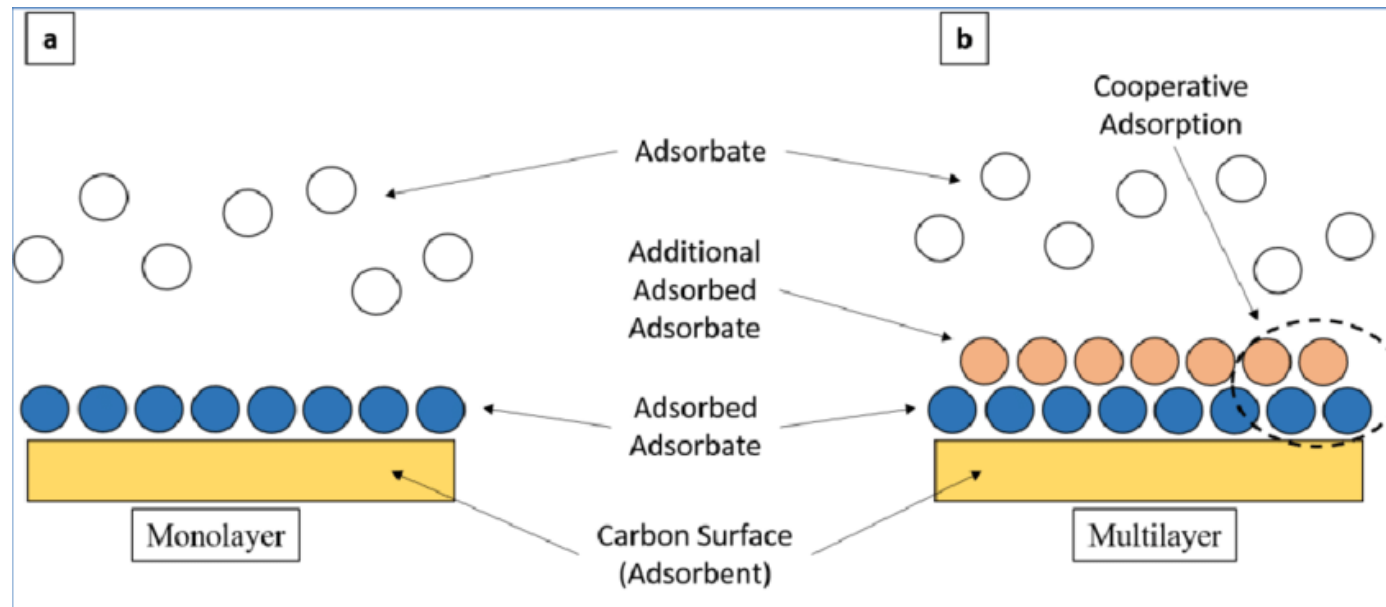 a
b
Cooperative
Adsorption
Adsorbate
Additional
Adsorbed
Adsorbate
Adsorbed
Adsorbate
Monolayer
Carbon Surface
(Adsorbent)
Multilayer